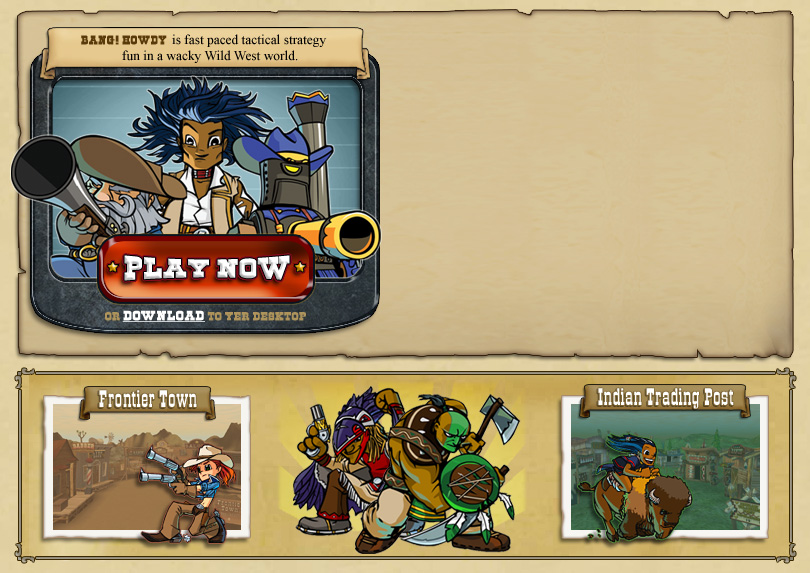 BANG! HOWDY is fast paced tactical strategy
fun in a wacky Wild West world.
PLAY NOW
OR DOWNLOAD TO YER DESKTOP
Frontier Town
Indian Trading Post